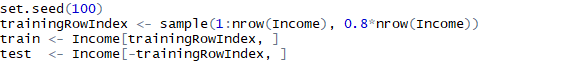 set.seed(100)
trainingRowIndex <- sample(1:nrow(Income), 0.8*nrow(Income))
train <- Income[trainingRowIndex, ]
test  <- Income[-trainingRowIndex, ]